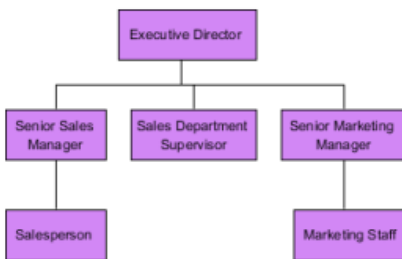 Executive Director
Senior Sales
Manager
Sales Department
Supervisor
Senior Marketing
Manager
Salesperson
Marketing Staff